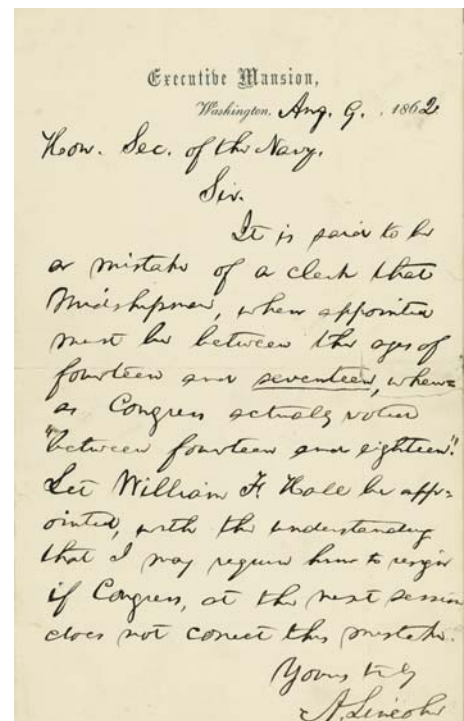 Executive Mansion,
Washington, Aug. 9, 1862
Hon. Sec. of the Navy.
Sir.
It is said to be
a mistake of a clerk that
Midshipmen, when appointed
must be between the ages of
fourteen and seventeen, where=
as Congress actually voted
"between fourteen and eighteen."
Let William F. Hale be app=
ointed, with the understanding
that I may require him to resign
if Congress, at the next session
does not correct this mistake.
Yours truly
A. Lincoln